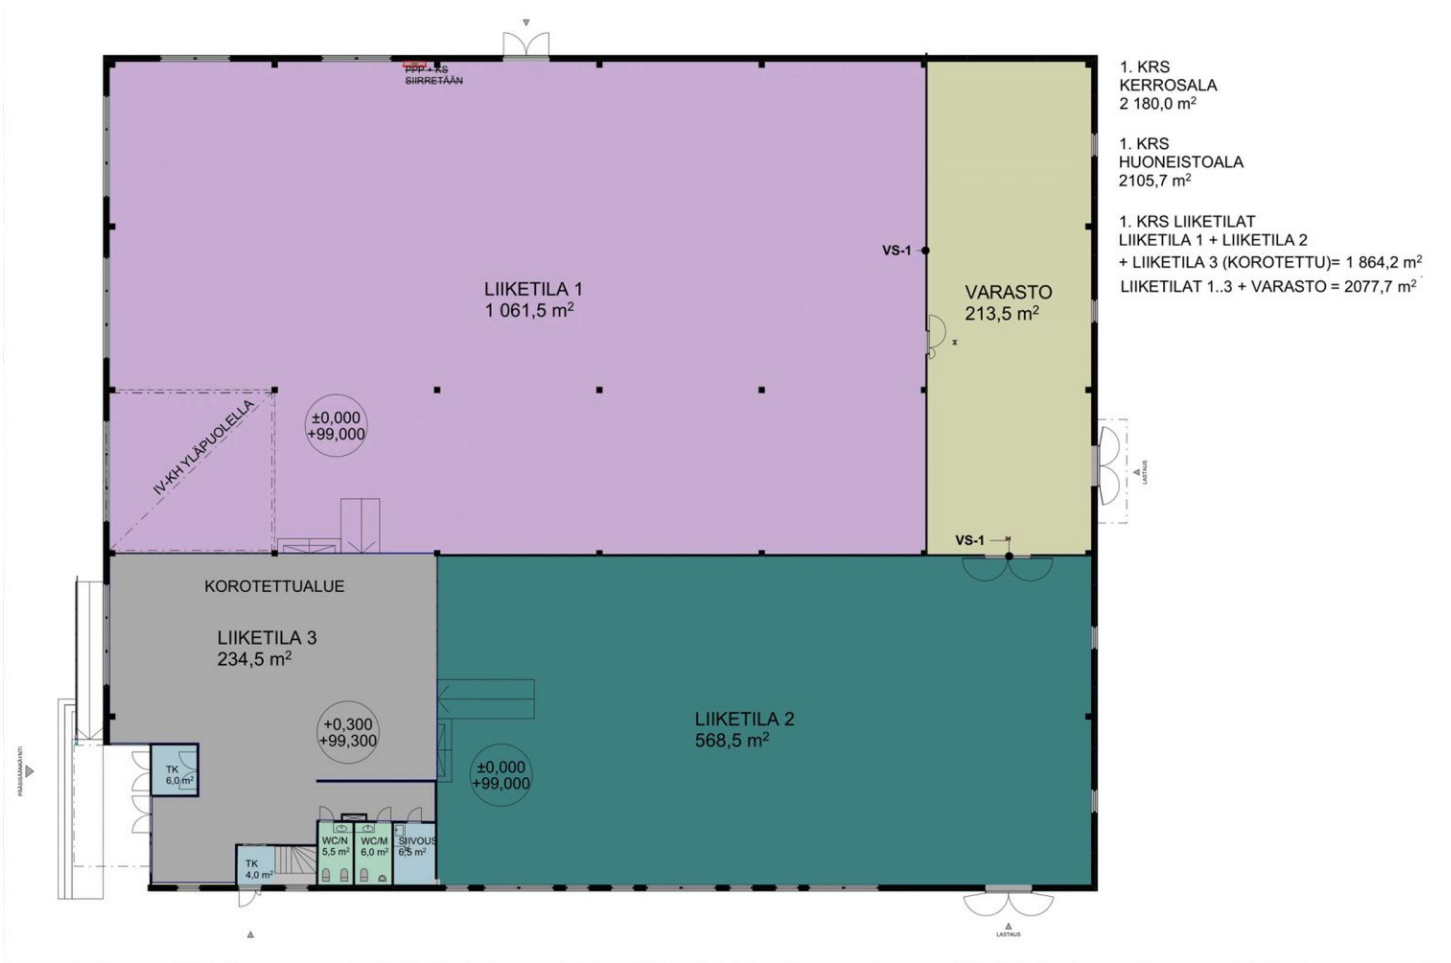 PPP + KS
SIIRRETÄÄN
1. KRS
KERROSALA
2 180,0 m²
1. KRS
HUONEISTOALA
2105,7 m²
1. KRS LIIKETILAT
LIIKETILA 1 + LIIKETILA 2
+ LIIKETILA 3 (KOROTETTU)= 1 864,2 m²
LIIKETILAT 1..3 + VARASTO = 2077,7 m²
VS-1
LIIKETILA 1
1 061,5 m²
VARASTO
213,5 m²
IV-KH YLÄPUOLELLA
±0,000
+99,000
LASTAUS
VS-1
KOROTETTUALUE
LIIKETILA 3
234,5 m²
+0,300
+99,300
LIIKETILA 2
568,5 m²
±0,000
+99,000
PÄÄSISÄÄNKÄYNTI
TK
6,0 m²
WC/N
5,5 m²
WC/M
6,0 m²
SIIVOUS
6,5 m²
TK
4,0 m²
LASTAUS